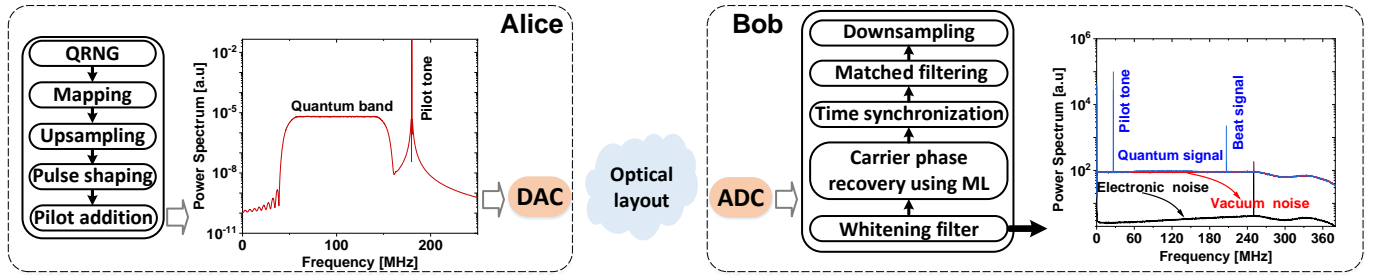 Alice
QRNG
Mapping
Upsampling
Pulse shaping
Pilot addition
Power Spectrum [a.u]
10^-2
10^-5
10^-8
10^-11
Quantum band
Pilot tone
0
100
200
Frequency [MHz]
DAC
Optical
layout
Bob
ADC
Downsampling
Matched filtering
Time synchronization
Carrier phase
recovery using ML
Whitening filter
Power Spectrum [a.u]
10^6
10^4
10^2
Pilot tone
Beat signal
Quantum signal
Electronic noise
Vacuum noise
0
60
120
180
240
300
360
Frequency [MHz]